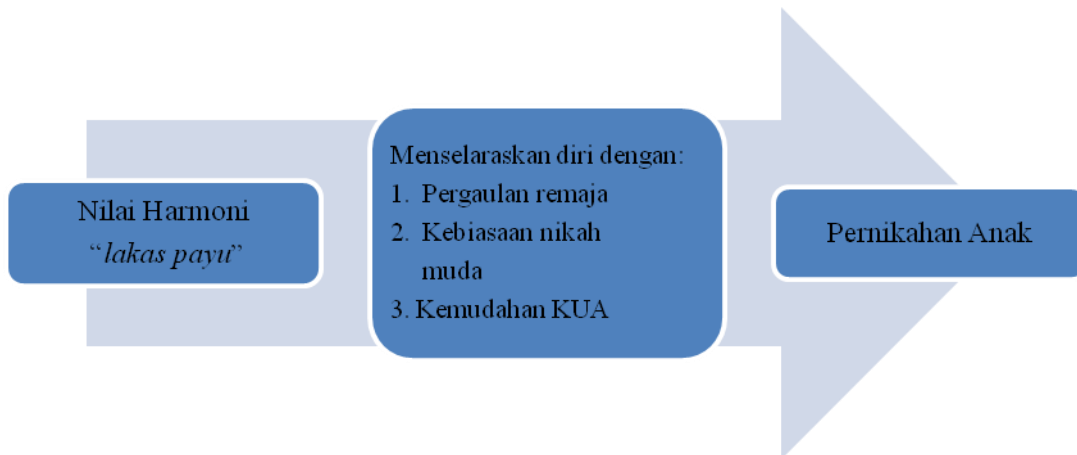 Nilai Harmoni
“lakas payu”
Menselaraskan diri dengan:
1. Pergaulan remaja
2. Kebiasaan nikah
muda
3. Kemudahan KUA
Pernikahan Anak